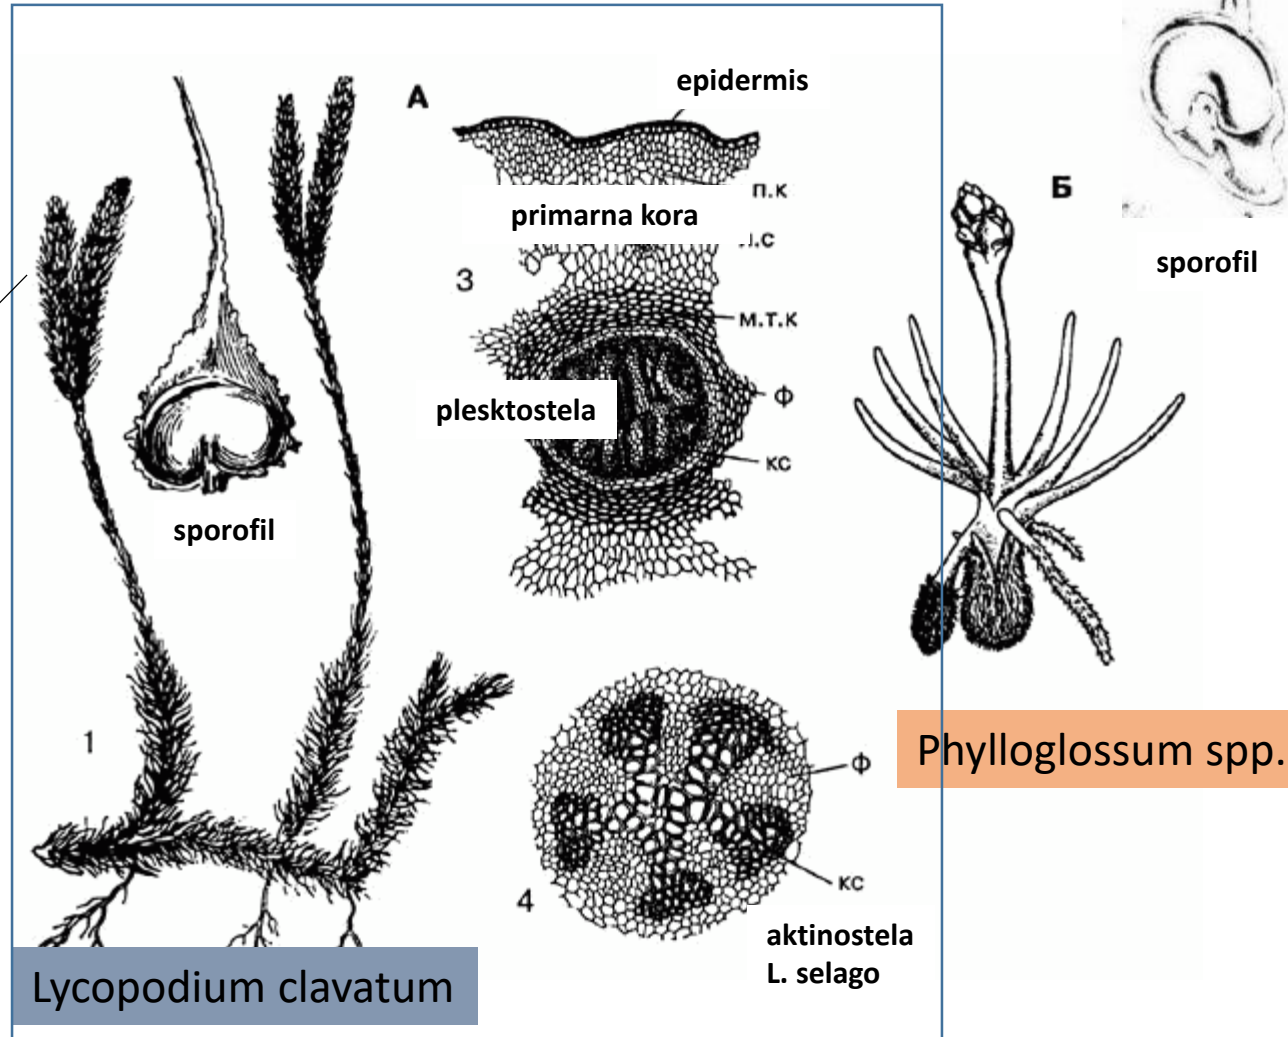 epidermis
А
п.к
Б
primarna kora
sporofil
3
м.т.к
ф
plesktostela
кс
sporofil
1
Phylloglossum spp.
ф
кс
4
aktinostela
L. selago
Lycopodium clavatum